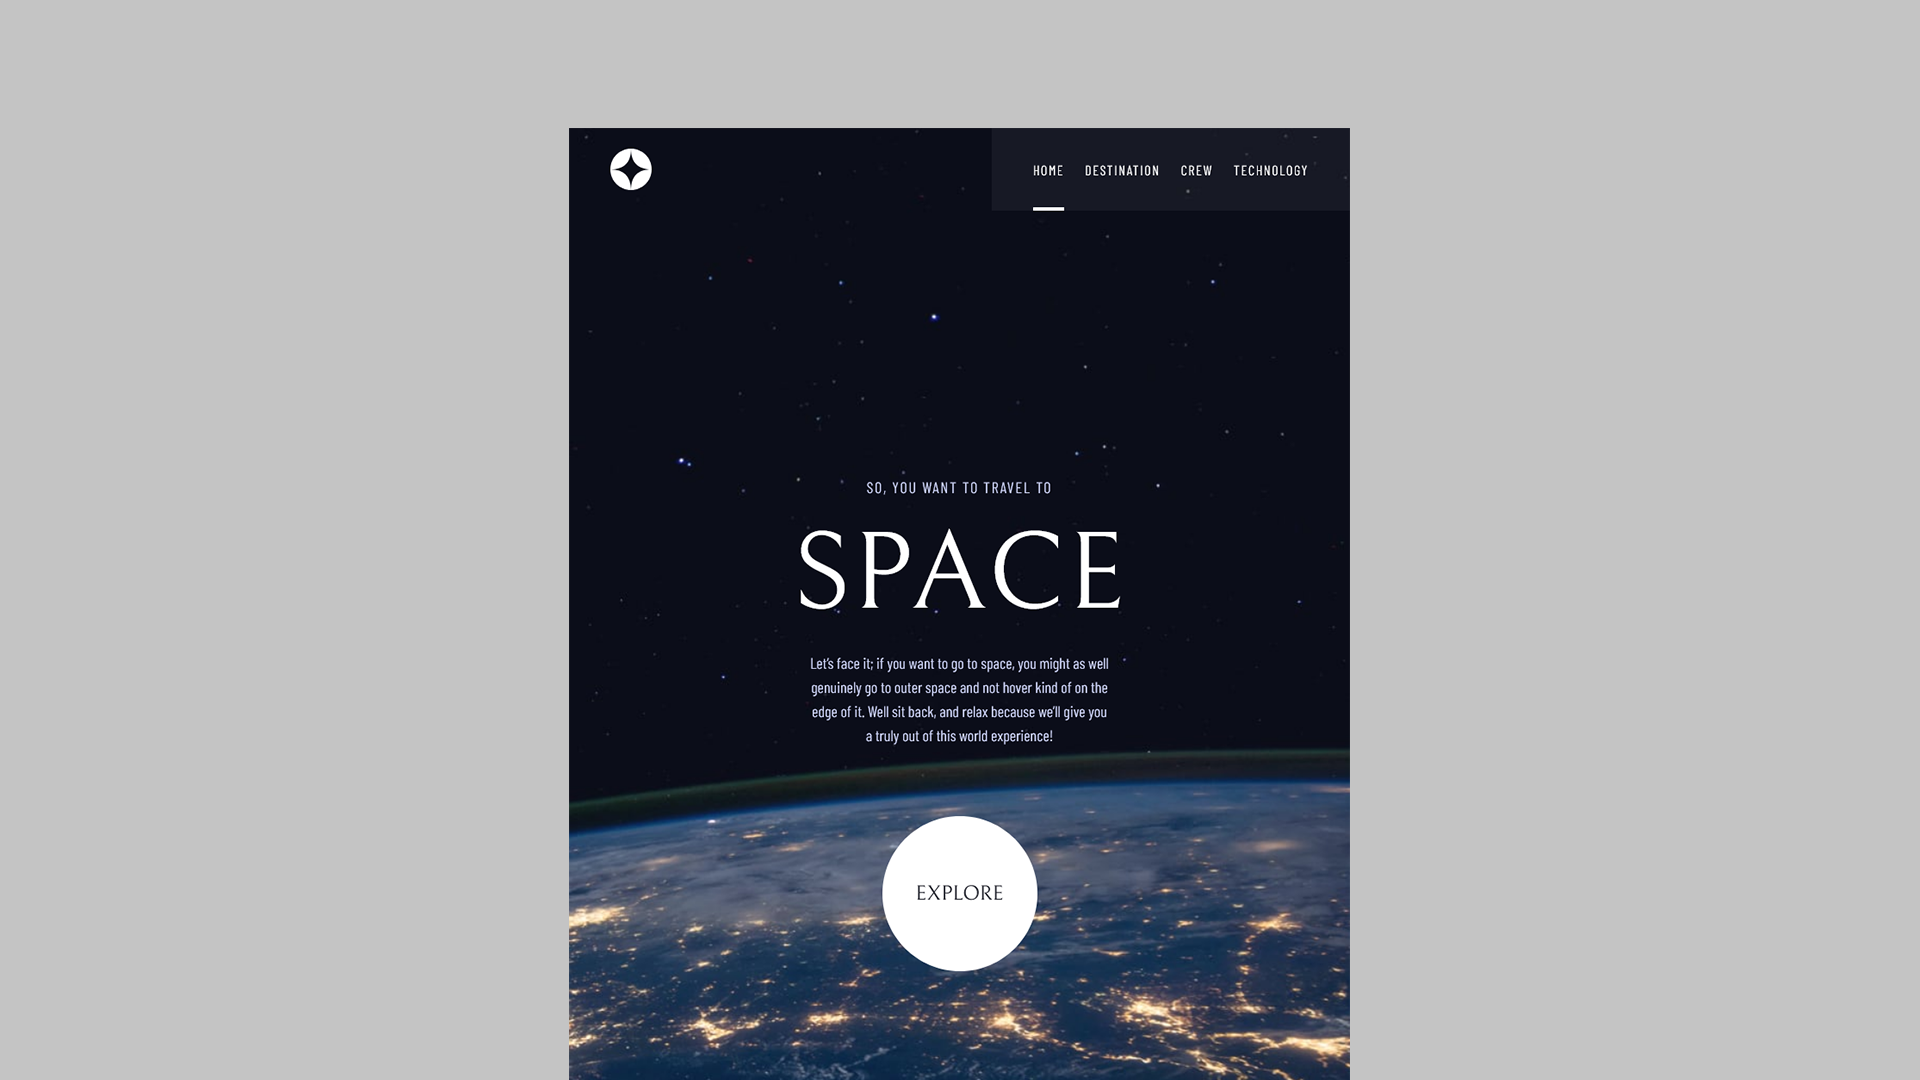 HOME DESTINATION CREW TECHNOLOGY
SO, YOU WANT TO TRAVEL TO
SPACE
Let’s face it; if you want to go to space, you might as well
genuinely go to outer space and not hover kind of on the
edge of it. Well sit back, and relax because we’ll give you
a truly out of this world experience!
EXPLORE